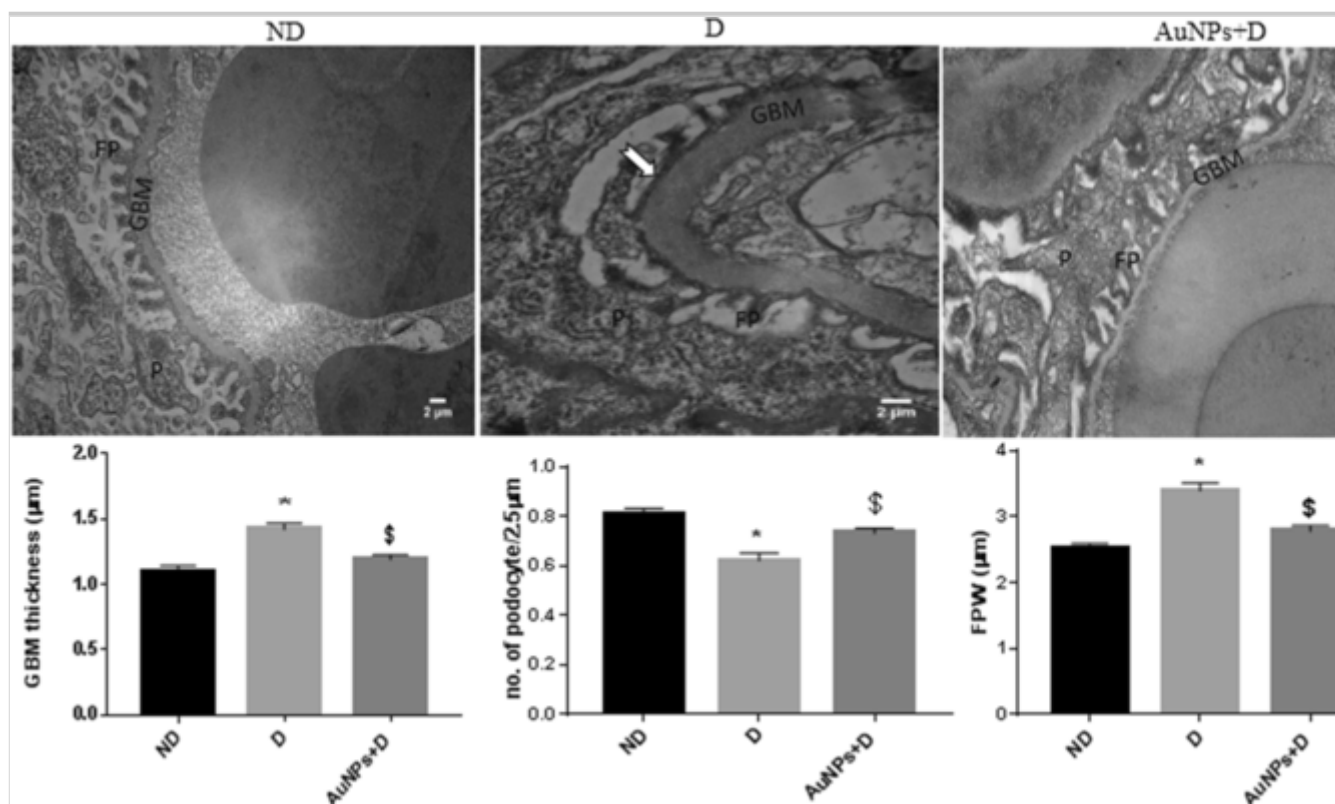 ND
D
AuNPs+D
FP
GBM
P
2 µm
GBM
P
FP
2 µm
GBM
P
FP
GBM thickness (µm)
2.0
1.5
1.0
0.5
0.0
*
$
ND
D
AuNPs+D
no. of podocyte/2.5µm
1.0
0.8
0.6
0.4
0.2
0.0
*
$
ND
D
AuNPs+D
FPW (µm)
4
3
2
1
0
*
$
ND
D
AuNPs+D